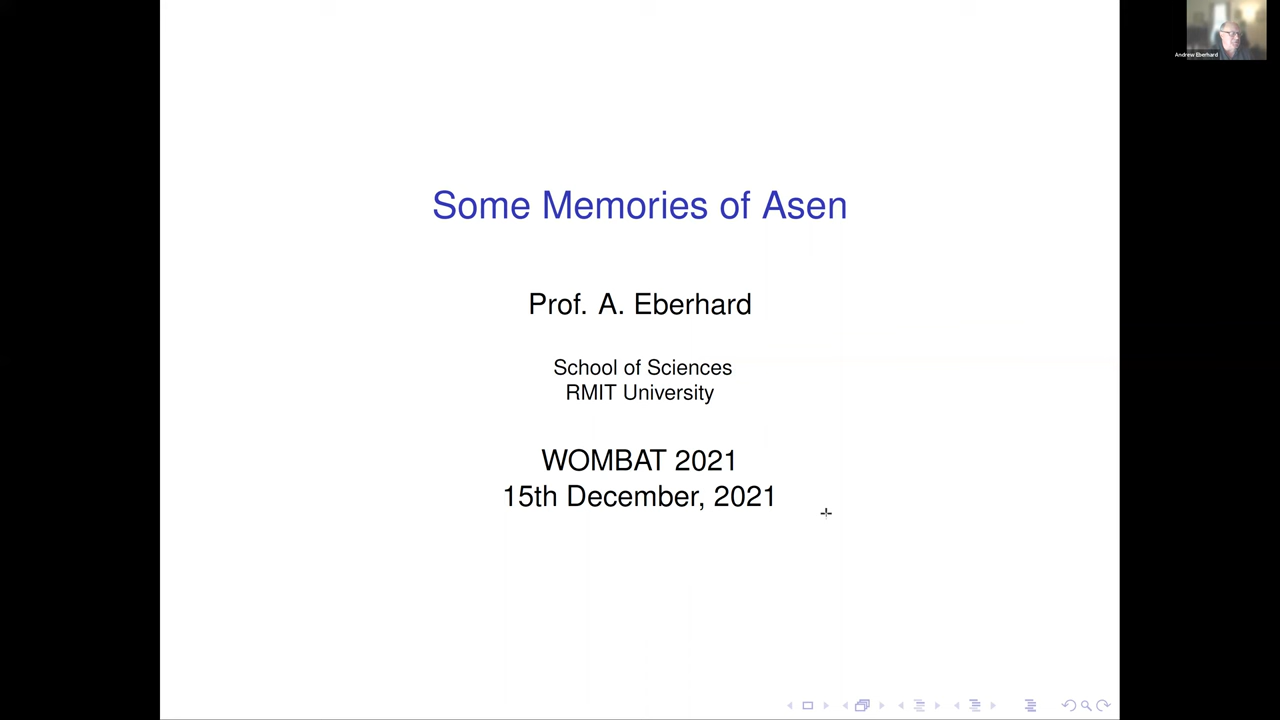 Andrew Eberhard
Some Memories of Asen
Prof. A. Eberhard
School of Sciences
RMIT University
WOMBAT 2021
15th December, 2021